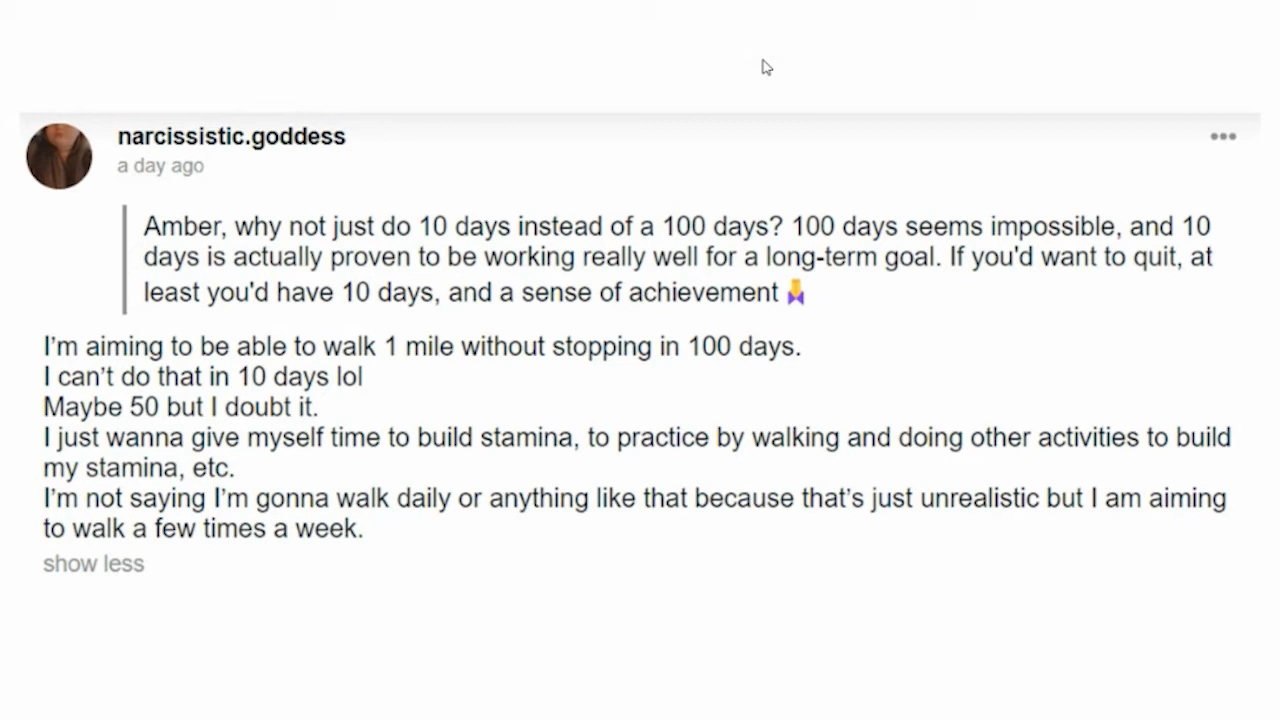 narcissistic.goddess
a day ago
Amber, why not just do 10 days instead of a 100 days? 100 days seems impossible, and 10
days is actually proven to be working really well for a long-term goal. If you'd want to quit, at
least you'd have 10 days, and a sense of achievement
I'm aiming to be able to walk 1 mile without stopping in 100 days.
I can't do that in 10 days lol
Maybe 50 but I doubt it.
I just wanna give myself time to build stamina, to practice by walking and doing other activities to build
my stamina, etc.
I'm not saying I'm gonna walk daily or anything like that because that's just unrealistic but I am aiming
to walk a few times a week.
show less